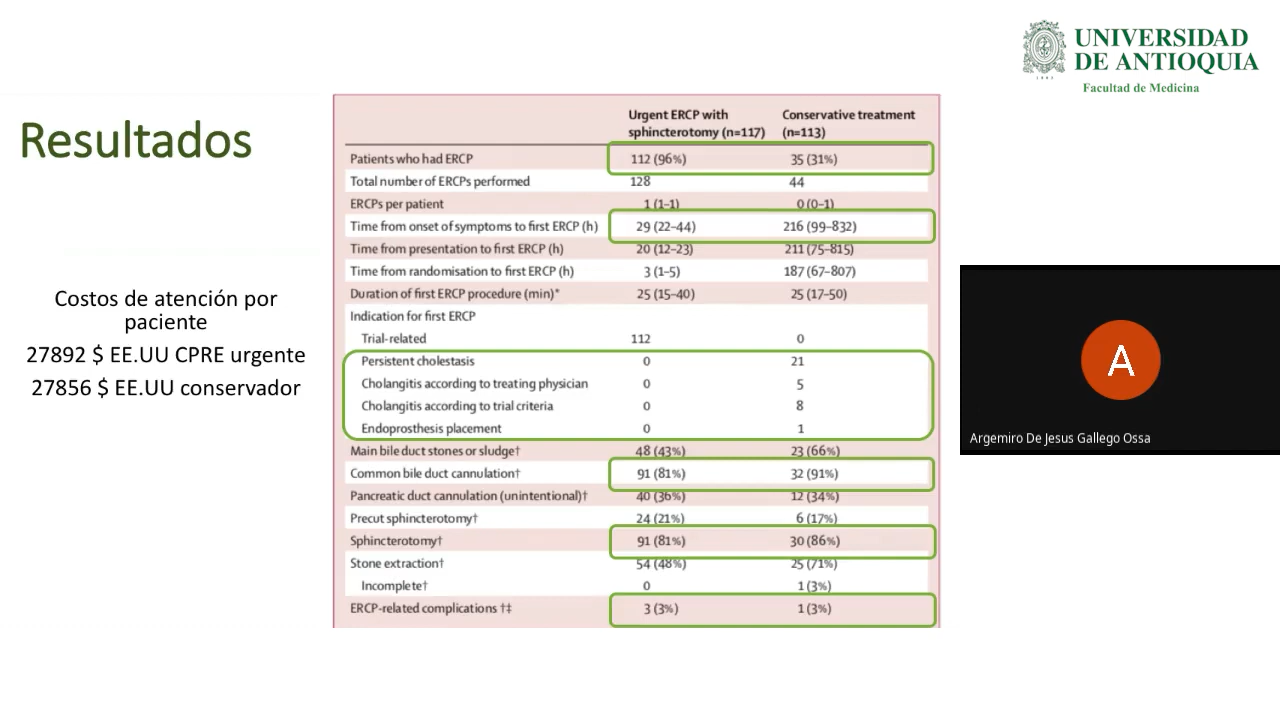 UNIVERSIDAD
DE ANTIOQUIA
1803
Facultad de Medicina
Resultados
Costos de atención por
paciente
27892 $ EE.UU CPRE urgente
27856 $ EE.UU conservador
Urgent ERCP with sphincterotomy (n=117) Conservative treatment (n=113)
Patients who had ERCP 112 (96%) 35 (31%)
Total number of ERCPs performed 128 44
ERCPs per patient 1 (1–1) 0 (0–1)
Time from onset of symptoms to first ERCP (h) 29 (22–44) 216 (99–832)
Time from presentation to first ERCP (h) 20 (12–23) 211 (75–815)
Time from randomisation to first ERCP (h) 3 (1–5) 187 (67–807)
Duration of first ERCP procedure (min)* 25 (15–40) 25 (17–50)
Indication for first ERCP
Trial-related 112 0
Persistent cholestasis 0 21
Cholangitis according to treating physician 0 5
Cholangitis according to trial criteria 0 8
Endoprosthesis placement 0 1
Main bile duct stones or sludge† 48 (43%) 23 (66%)
Common bile duct cannulation† 91 (81%) 32 (91%)
Pancreatic duct cannulation (unintentional)† 40 (36%) 12 (34%)
Precut sphincterotomy† 24 (21%) 6 (17%)
Sphincterotomy† 91 (81%) 30 (86%)
Stone extraction† 54 (48%) 25 (71%)
Incomplete† 0 1 (3%)
ERCP-related complications †‡ 3 (3%) 1 (3%)
A
Argemiro De Jesus Gallego Ossa